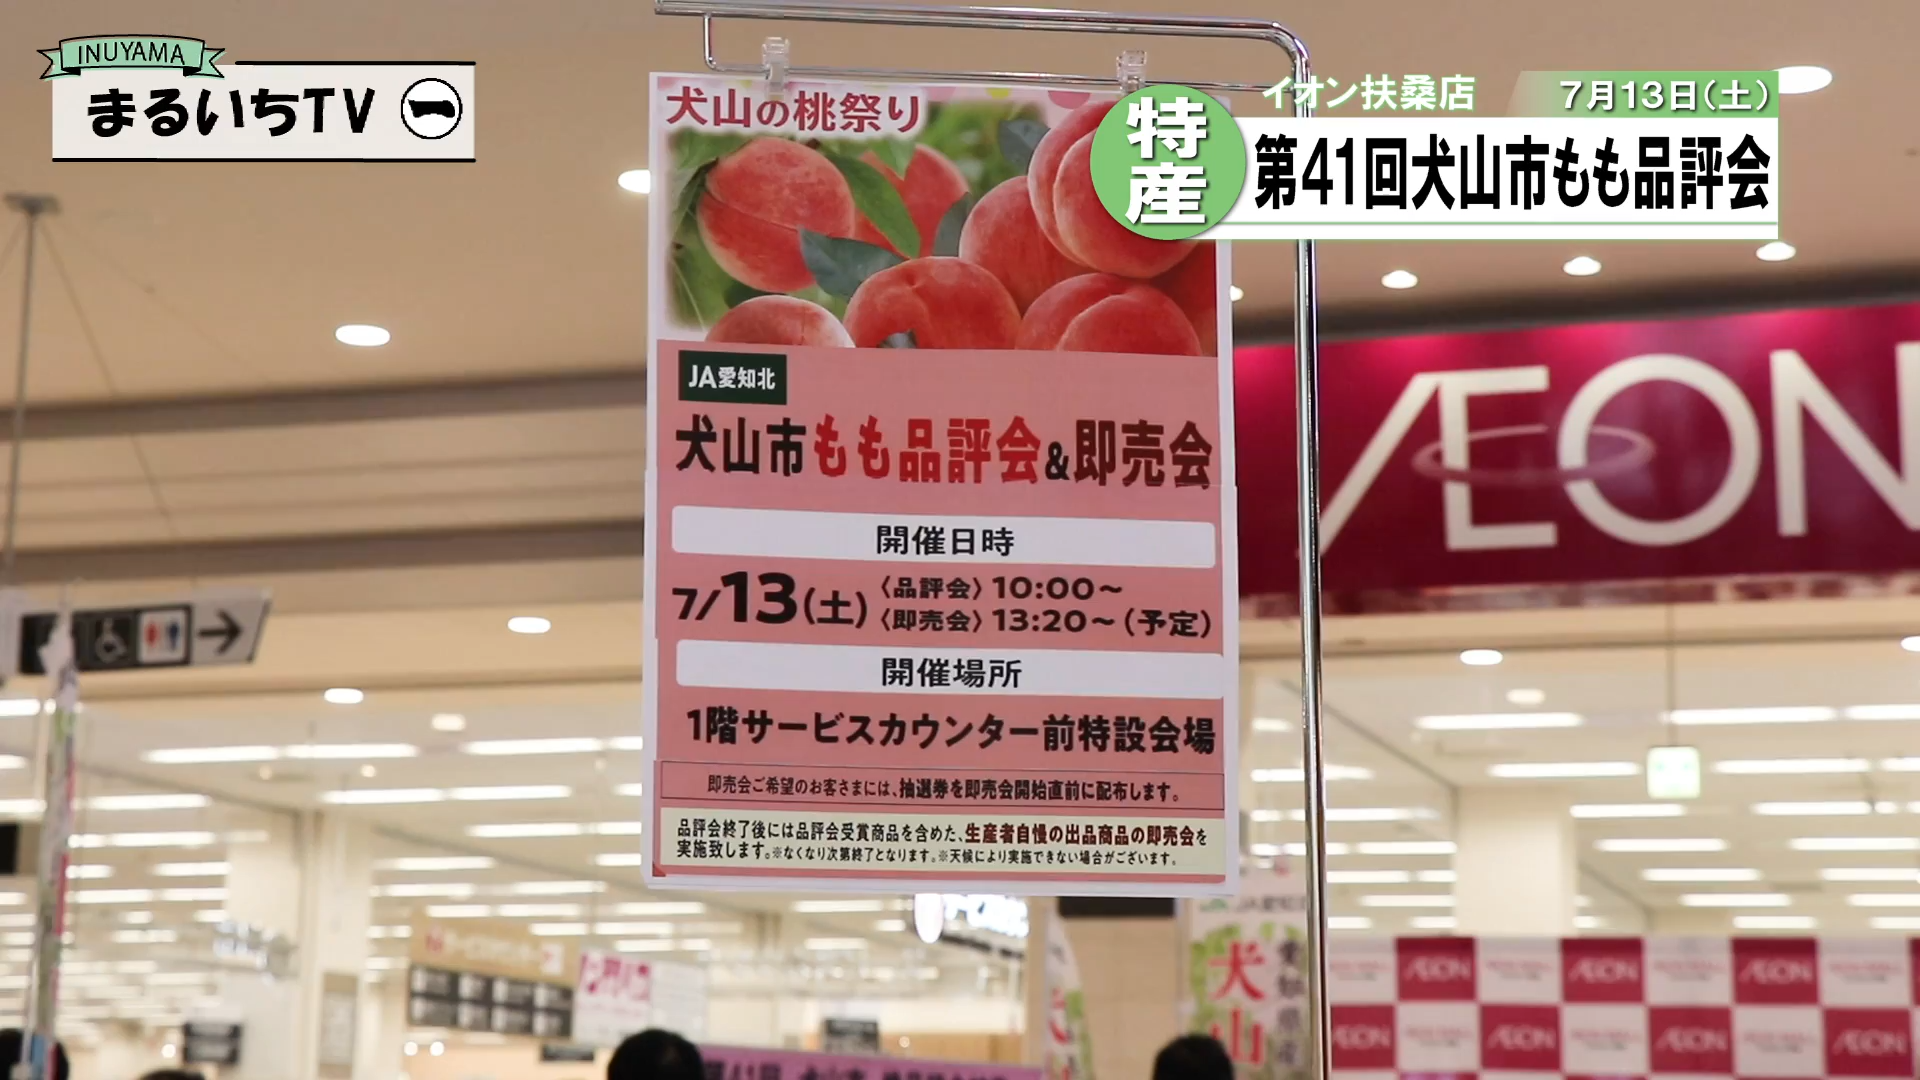 INUYAMA
まるいちTV
イオン扶桑店
7月13日(土)
特産
第41回犬山市もも品評会
犬山の桃祭り
JA愛知北
犬山市もも品評会&即売会
開催日時
7/13(土)
〈品評会〉10:00～
〈即売会〉13:20～(予定)
開催場所
1階サービスカウンター前特設会場
即売会ご希望のお客さまには、抽選券を即売会開始直前に配布します。
品評会終了後には品評会受賞商品を含めた、生産者自慢の出品商品の即売会を
実施致します。※なくなり次第終了となります。※天候により実施できない場合がございます。
ÆON
犬山
ÆON
ÆON
ÆON
ÆON
ÆON
ÆON
ÆON